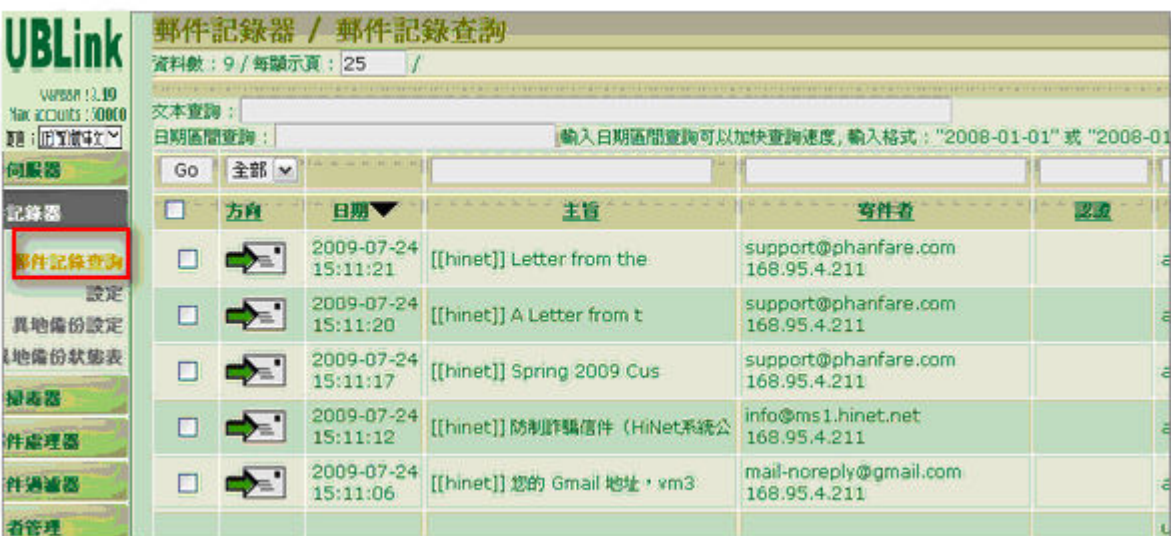 UBLink
郵件記錄器 / 郵件記錄查詢
資料數：9 / 每顯示頁： 25 /
文本查詢：
日期區間查詢： 輸入日期區間查詢可以加快查詢速度, 輸入格式："2008-01-01" 或 "2008-01
Go 全部
方向 日期 主旨 寄件者 認證
2009-07-24 15:11:21 [[hinet]] Letter from the support@phanfare.com 168.95.4.211
2009-07-24 15:11:20 [[hinet]] A Letter from t support@phanfare.com 168.95.4.211
2009-07-24 15:11:17 [[hinet]] Spring 2009 Cus support@phanfare.com 168.95.4.211
2009-07-24 15:11:12 [[hinet]] 防制詐騙信件（HiNet系統公 info@ms1.hinet.net 168.95.4.211
2009-07-24 15:11:06 [[hinet]] 您的 Gmail 地址，vm3 mail-noreply@gmail.com 168.95.4.211
伺服器
記錄器
郵件記錄查詢
設定
異地備份設定
地備份狀態表
掃毒器
件處理器
件過濾器
者管理